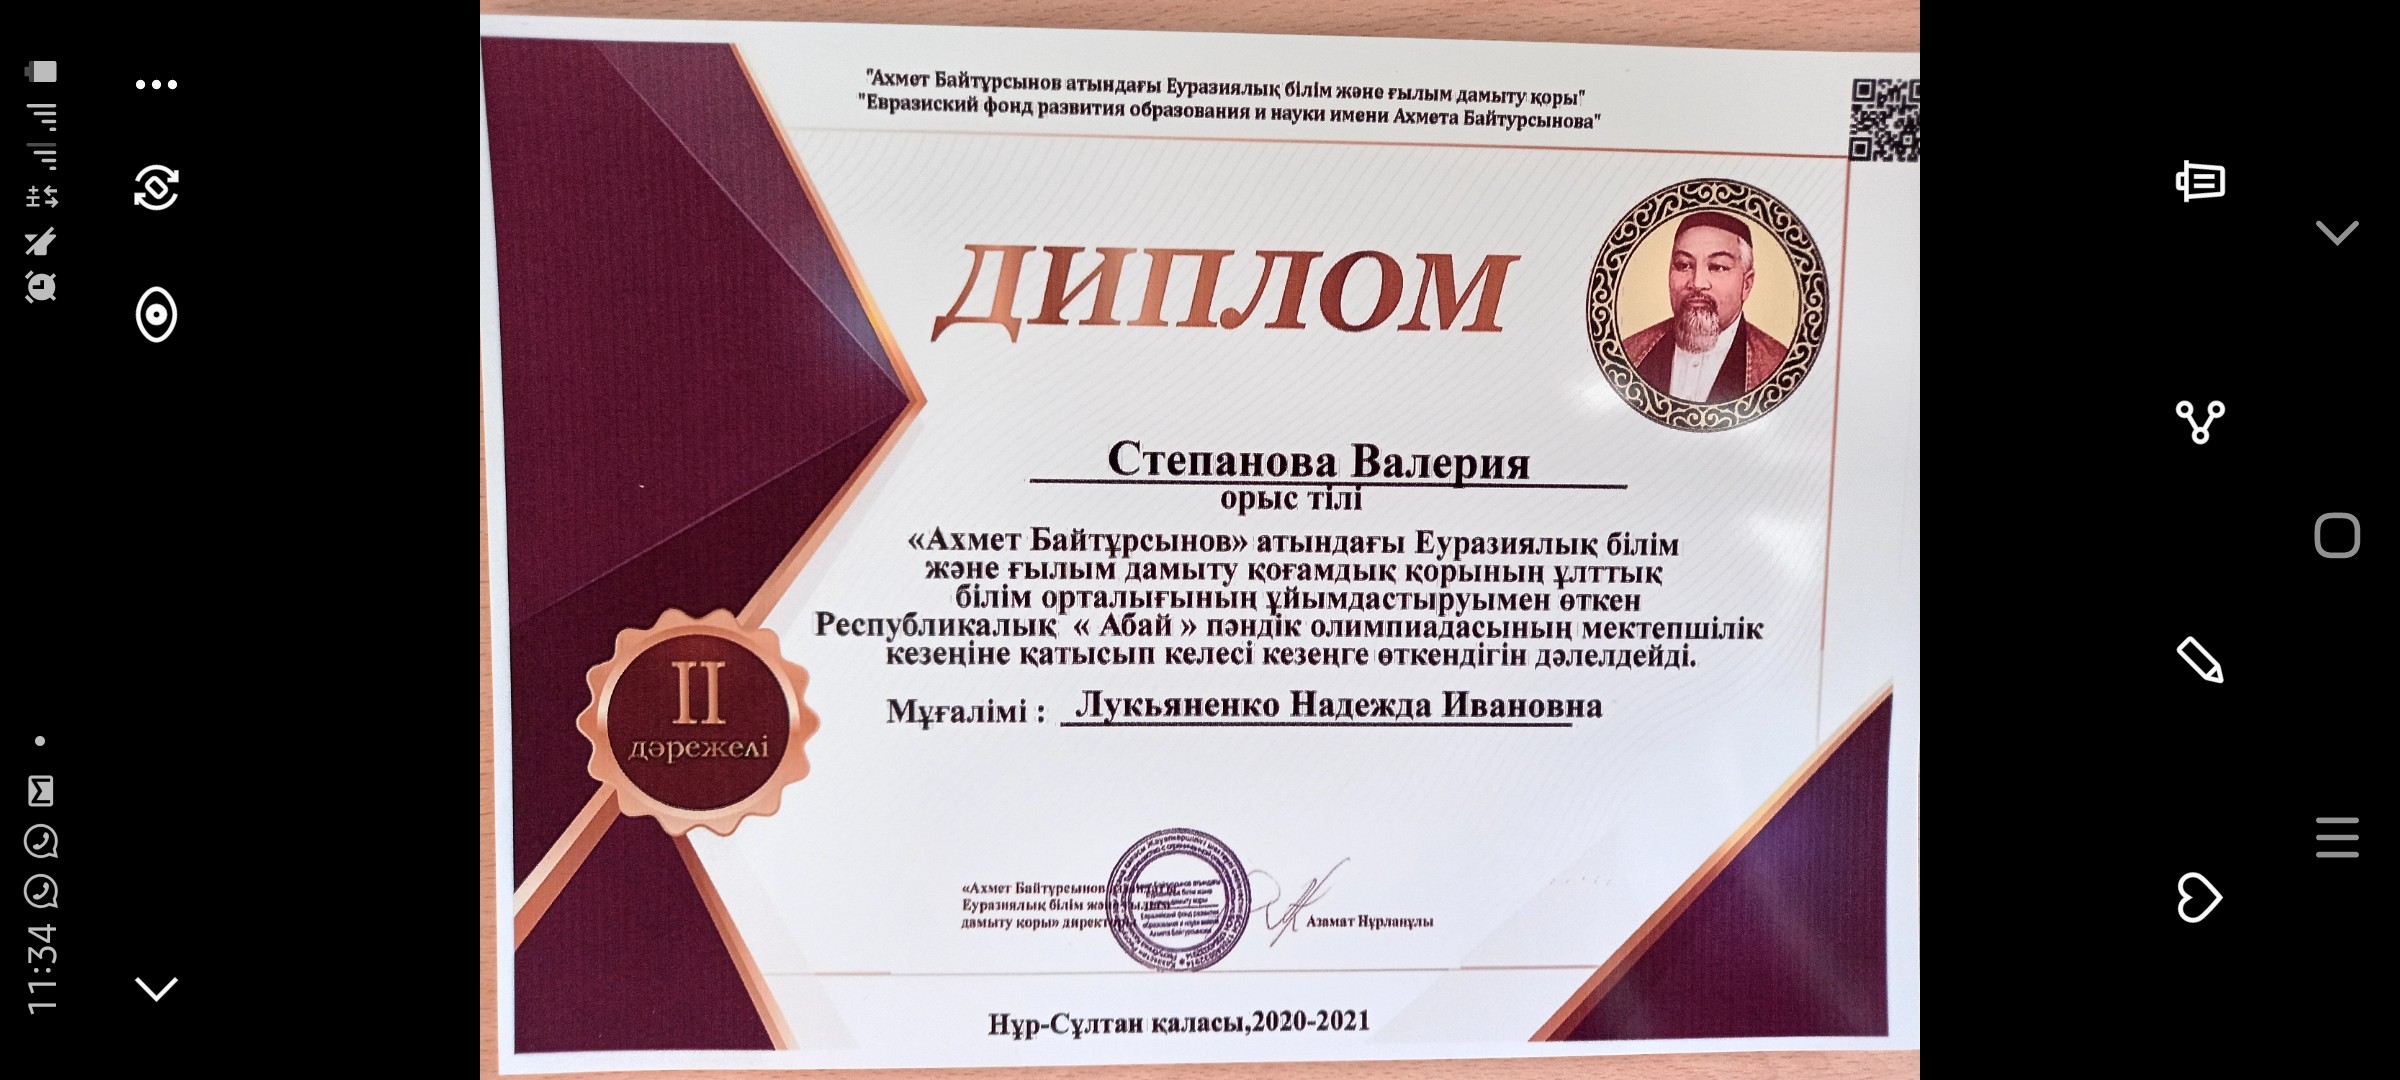 "Ахмет Байтұрсынов атындағы Еуразиялық білім және ғылым дамыту қоры"
"Евразиский фонд развития образования и науки имени Ахмета Байтурсынова"
ДИПЛОМ
Степанова Валерия
орыс тілі
«Ахмет Байтұрсынов» атындағы Еуразиялық білім
және ғылым дамыту қоғамдық қорының ұлттық
білім орталығының ұйымдастыруымен өткен
Республикалық « Абай » пәндік олимпиадасының мектепшілік
кезеңіне қатысып келесі кезеңге өткендігін дәлелдейді.
Мұғалімі : Лукьяненко Надежда Ивановна
II
дәрежелі
«Ахмет Байтұрсынов
Еуразиялық білім және
дамыту қоры»
Азамат Нұрланұлы
Нұр-Сұлтан қаласы,2020-2021
11:34